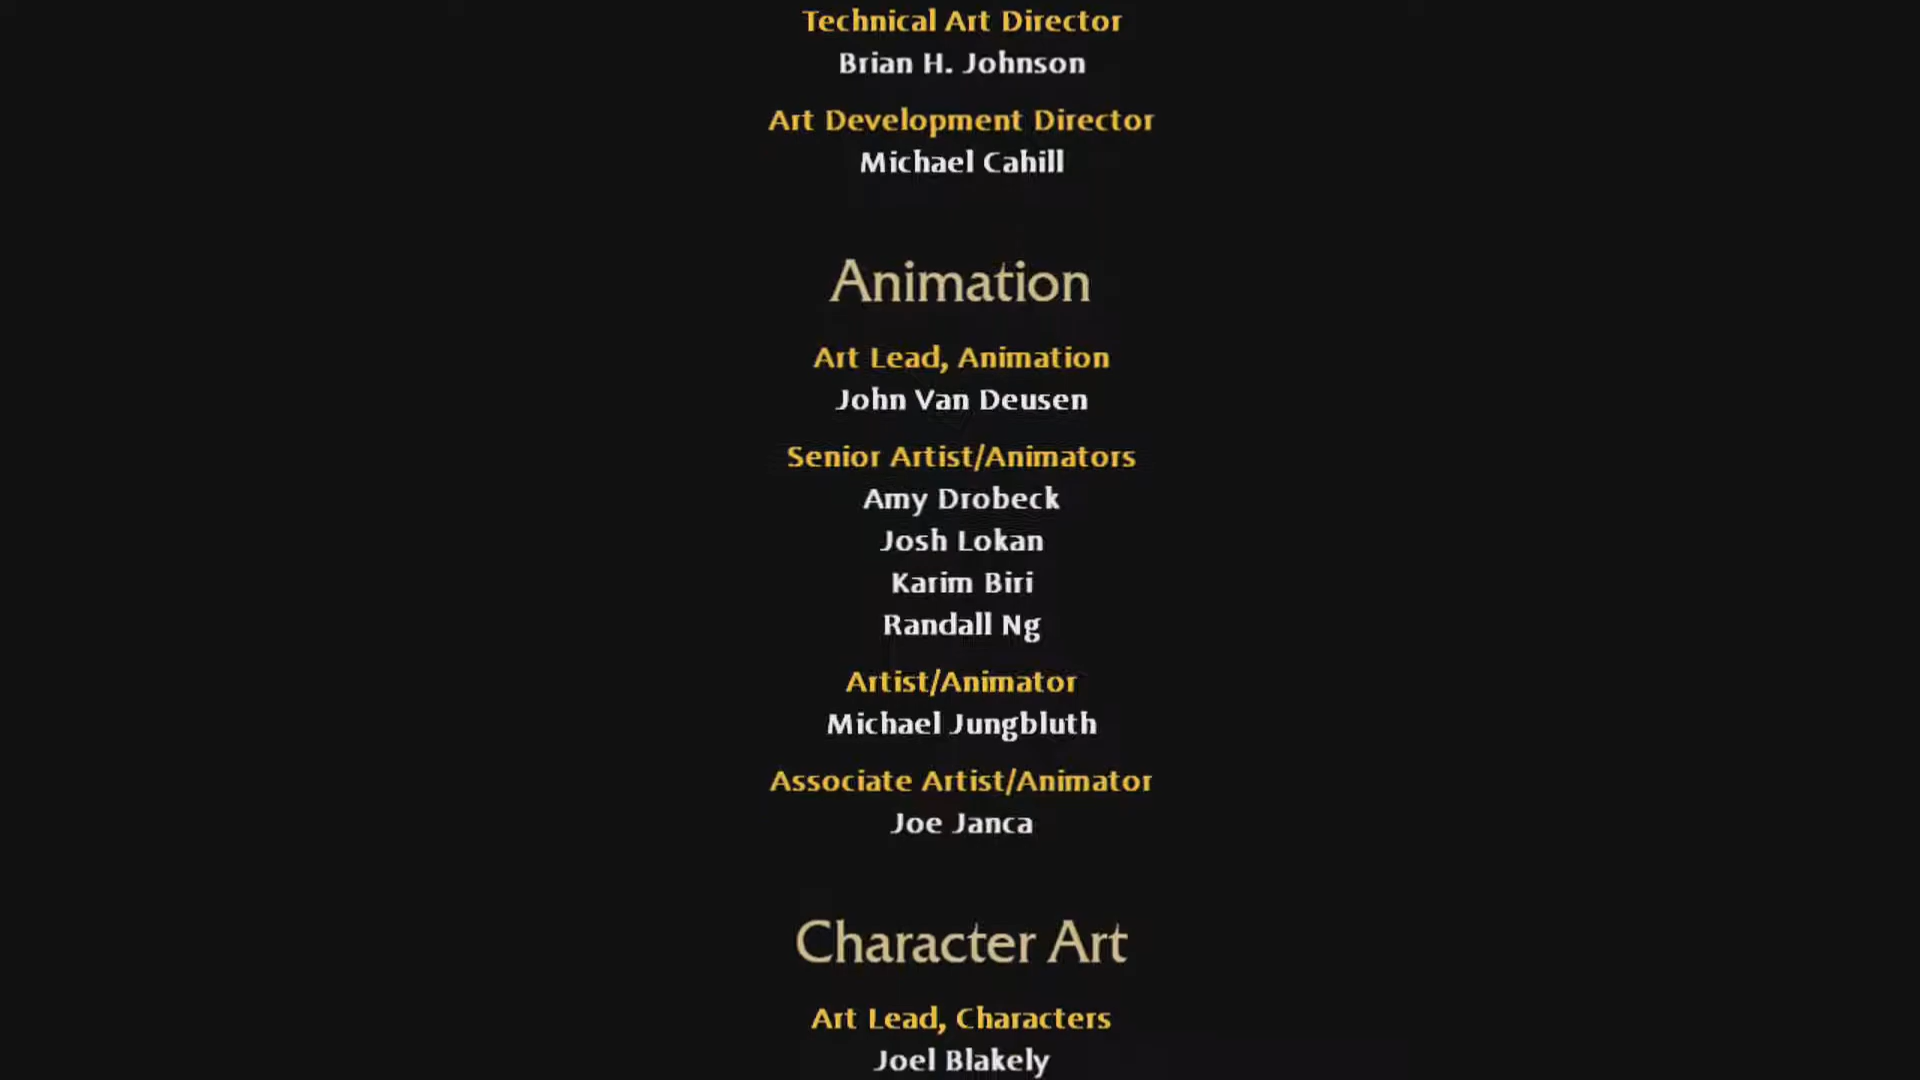 Technical Art Director
Brian H. Johnson
Art Development Director
Michael Cahill
Animation
Art Lead, Animation
John Van Deusen
Senior Artist/Animators
Amy Drobeck
Josh Lokan
Karim Biri
Randall Ng
Artist/Animator
Michael Jungbluth
Associate Artist/Animator
Joe Janca
Character Art
Art Lead, Characters
Joel Blakely